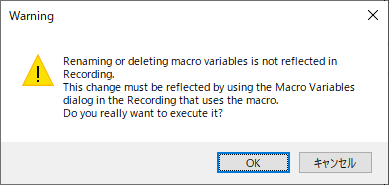 Warning
Renaming or deleting macro variables is not reflected in
Recording.
This change must be reflected by using the Macro Variables
dialog in the Recording that uses the macro.
Do you really want to execute it?
OK
キャンセル